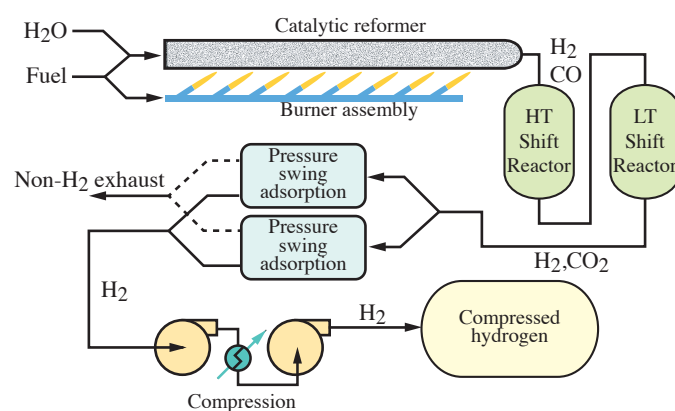 Catalytic reformer
H2O
Fuel
Burner assembly
H2
CO
HT
Shift
Reactor
LT
Shift
Reactor
Pressure
swing
adsorption
Non-H2 exhaust
Pressure
swing
adsorption
H2,CO2
H2
H2
Compressed
hydrogen
Compression